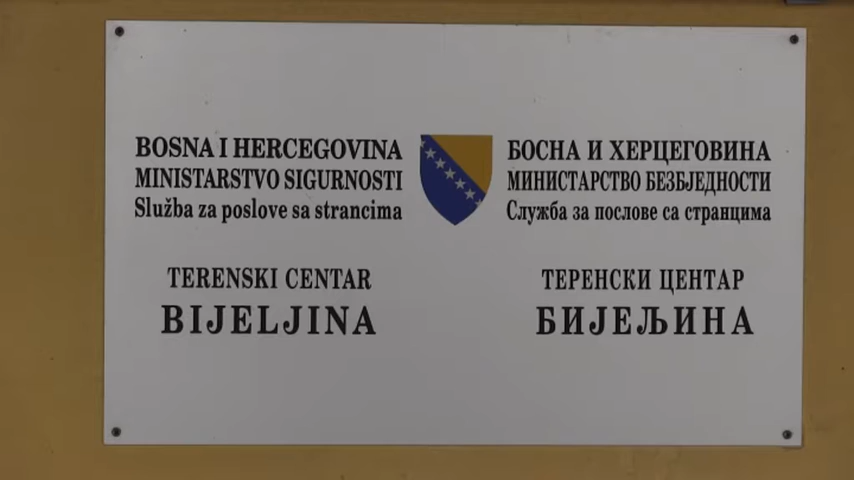 BOSNA I HERCEGOVINA
MINISTARSTVO SIGURNOSTI
Služba za poslove sa strancima
TERENSKI CENTAR
BIJELJINA
БОСНА И ХЕРЦЕГОВИНА
МИНИСТАРСТВО БЕЗБЈЕДНОСТИ
Служба за послове са странцима
ТЕРЕНСКИ ЦЕНТАР
БИЈЕЉИНА